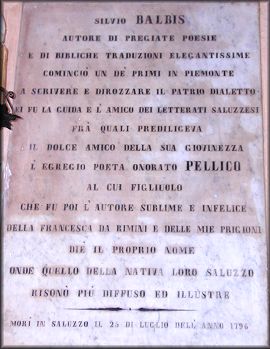 SILVIO BALBIS
AUTORE DI PREGIATE POESIE
E DI BIBLICHE TRADUZIONI ELEGANTISSIME
COMINCIÒ UN DE PRIMI IN PIEMONTE
A SCRIVERE E DIROZZARE IL PATRIO DIALETTO
EI FU LA GUIDA E L'AMICO DEI LETTERATI SALUZZESI
FRA QUALI PREDILIGEVA
IL DOLCE AMICO DELLA SUA GIOVINEZZA
L'EGREGIO POETA ONORATO PELLICO
AL CUI FIGLIUOLO
CHE FU POI L'AUTORE SUBLIME E INFELICE
DELLA FRANCESCA DA RIMINI E DELLE MIE PRIGIONI
DIE IL PROPRIO NOME
ONDE QUELLO DELLA NATIVA LORO SALUZZO
RISONÒ PIÙ DIFFUSO ED ILLUSTRE
MORÌ IN SALUZZO IL 25 DI LUGLIO DELL'ANNO 1796